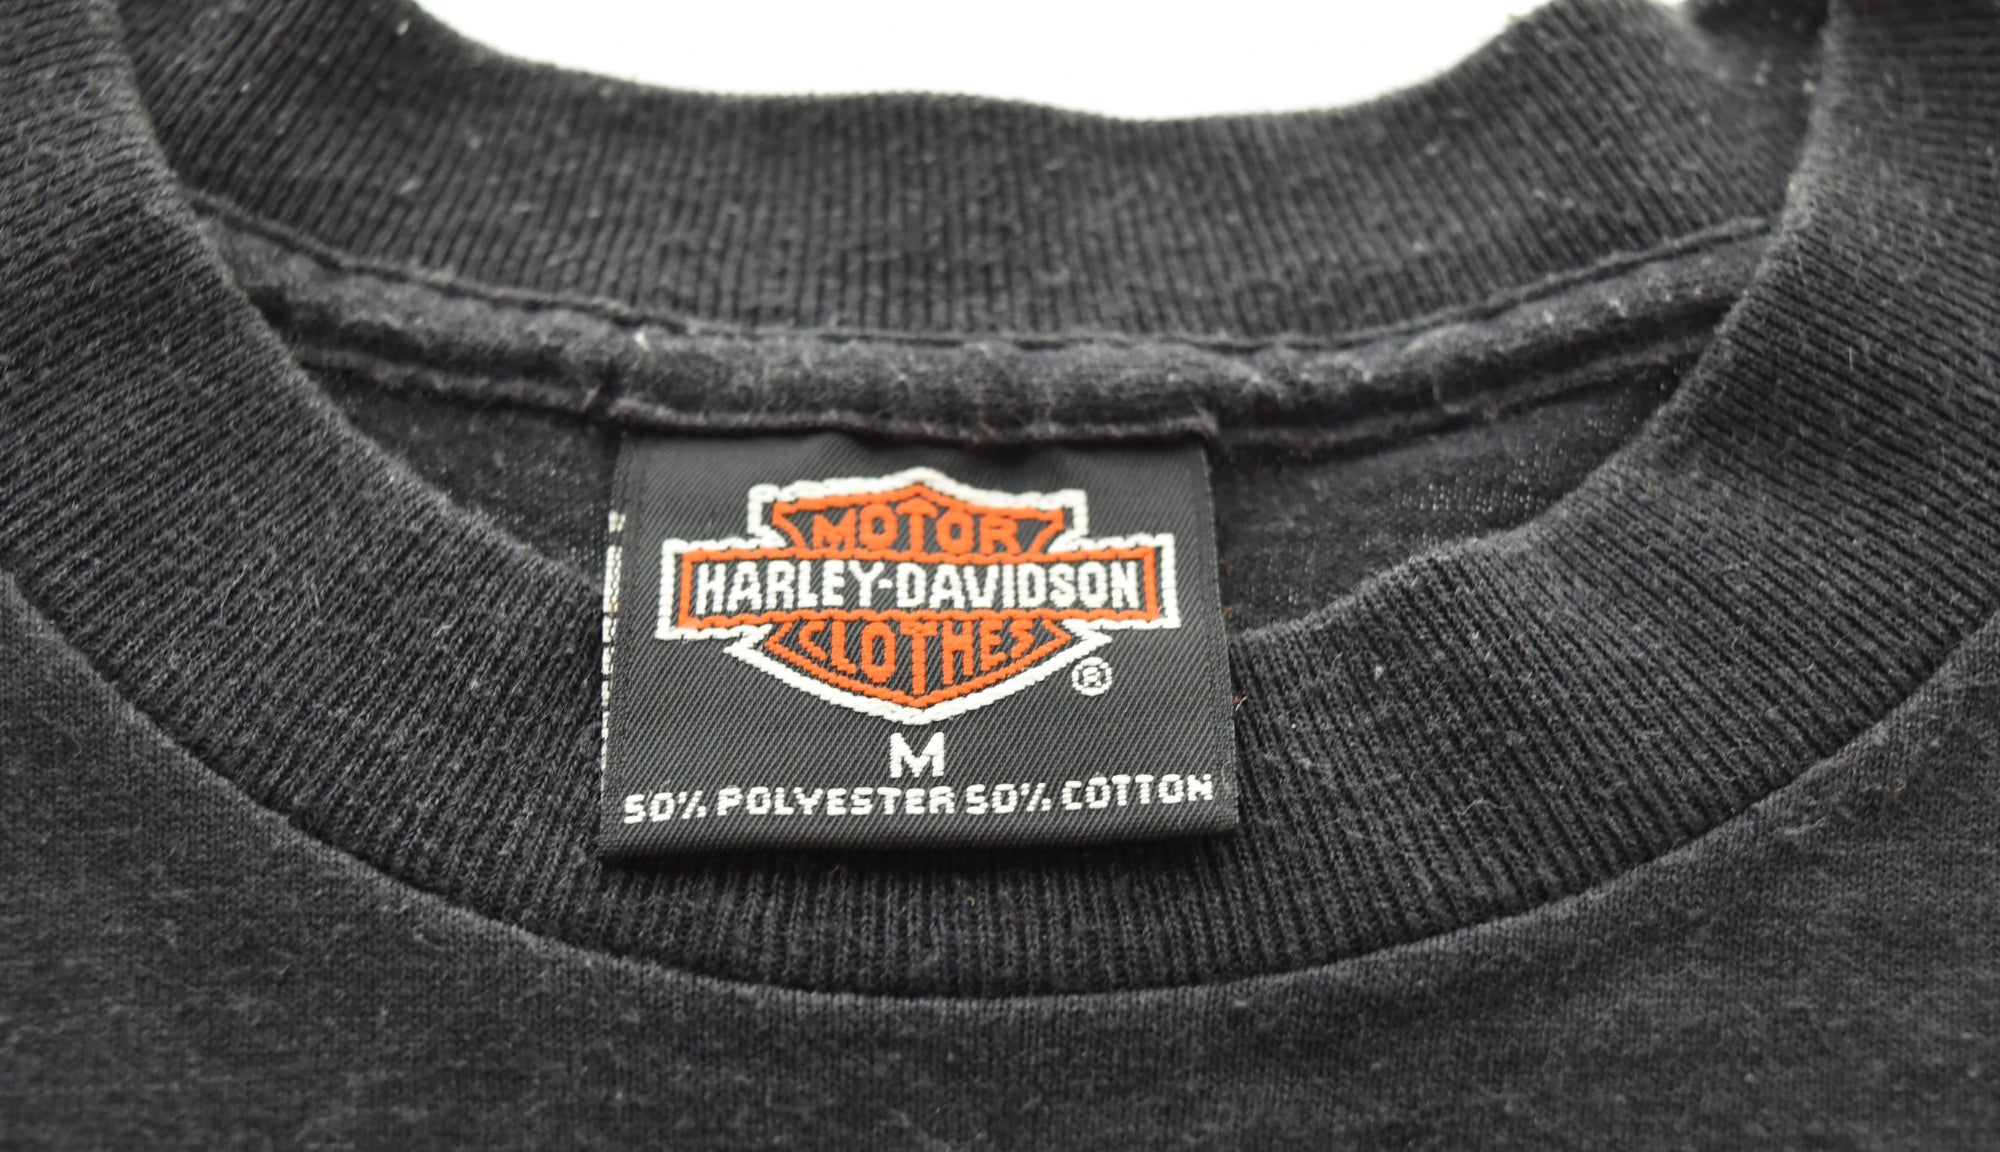 MOTOR
HARLEY-DAVIDSON
CLOTHES
®
M
50% POLYESTER 50% COTTON